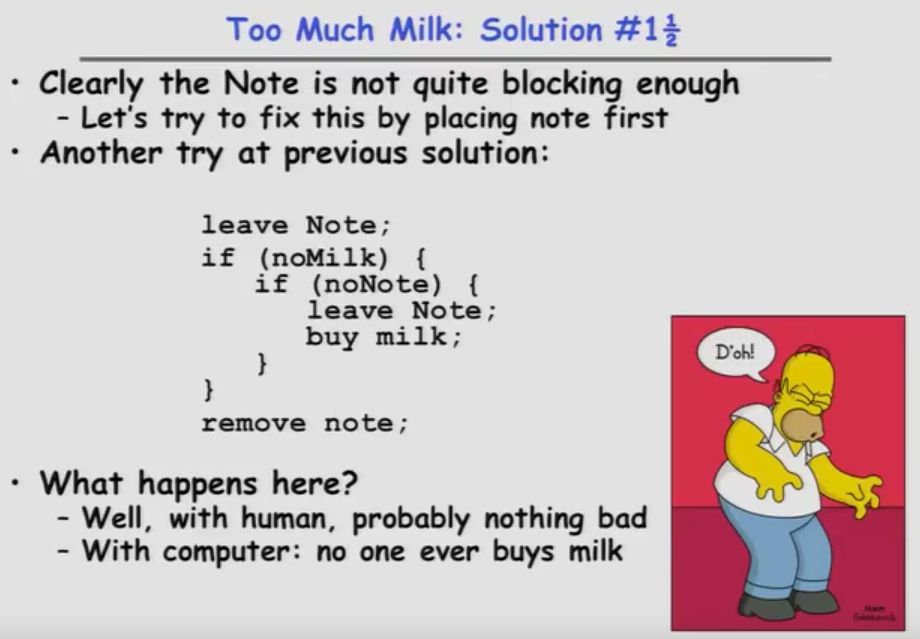 Too Much Milk: Solution #1½
• Clearly the Note is not quite blocking enough
– Let's try to fix this by placing note first
• Another try at previous solution:
leave Note;
if (noMilk) {
if (noNote) {
leave Note;
buy milk;
}
}
remove note;
D'oh!
• What happens here?
– Well, with human, probably nothing bad
– With computer: no one ever buys milk